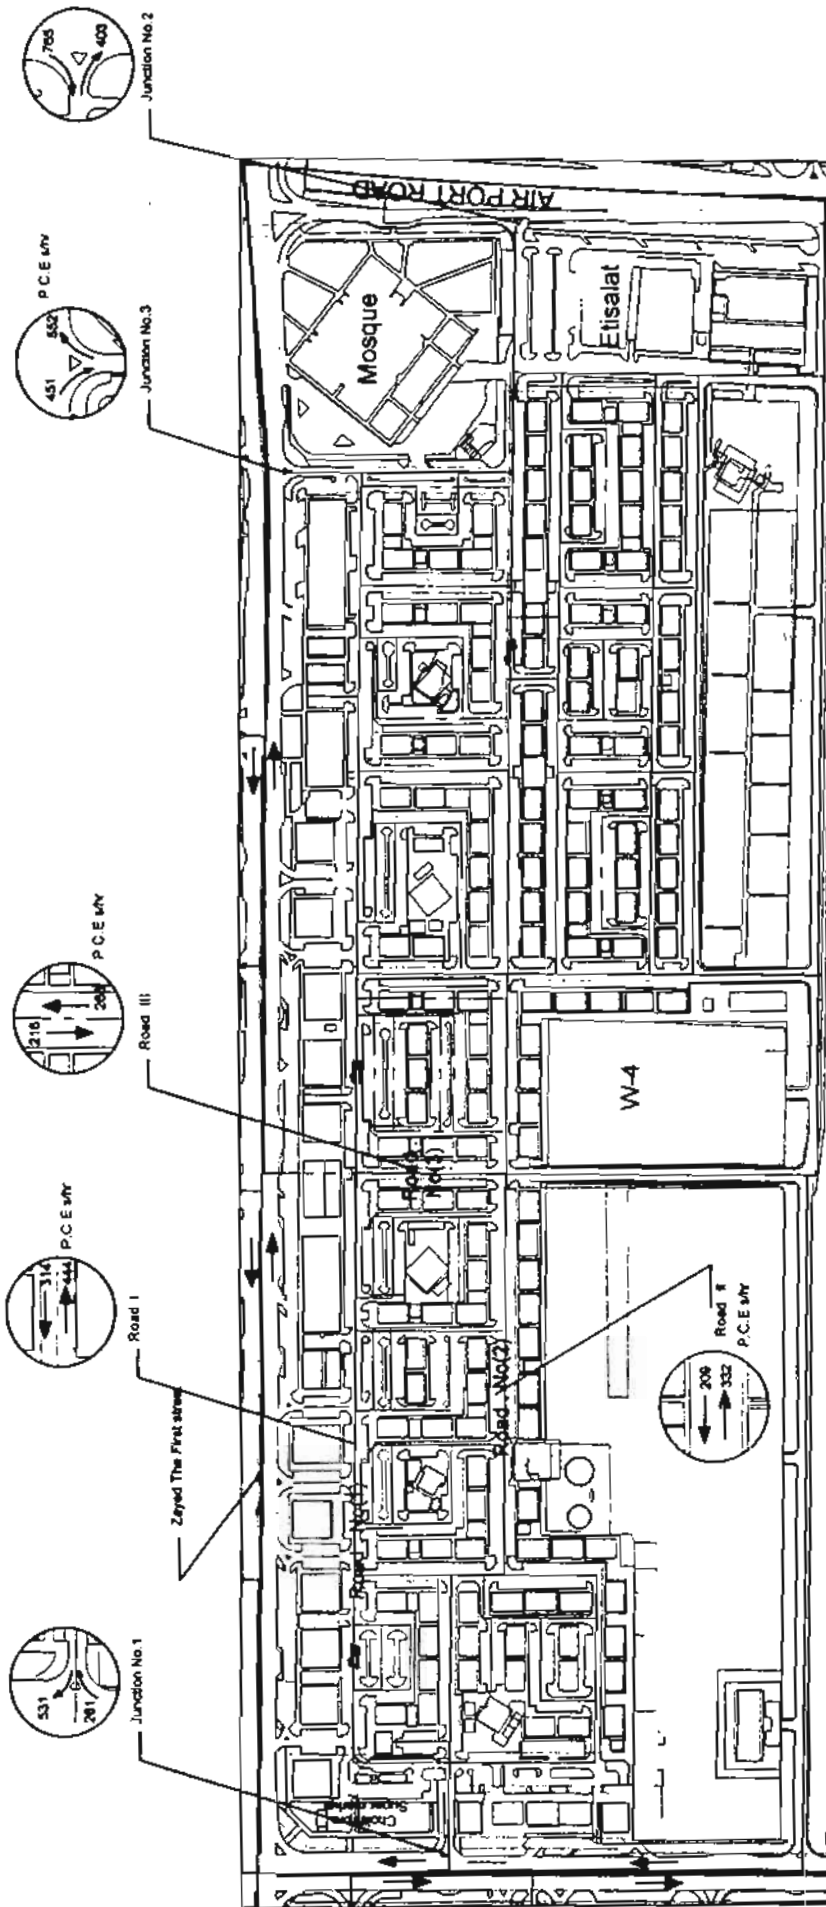 765
403
Junction No.2
AIR PORT ROAD
P.C.E s/hr
552
451
Junction No.3
Mosque
Etisalat
P.C.E s/hr
216
Road III
Road
No(3)
W-4
P.C.E s/hr
314
444
Road I
Zayed The First street
Road No(1)
Road No(2)
Road II
P.C.E s/hr
209
332
531
261
Junction No.1